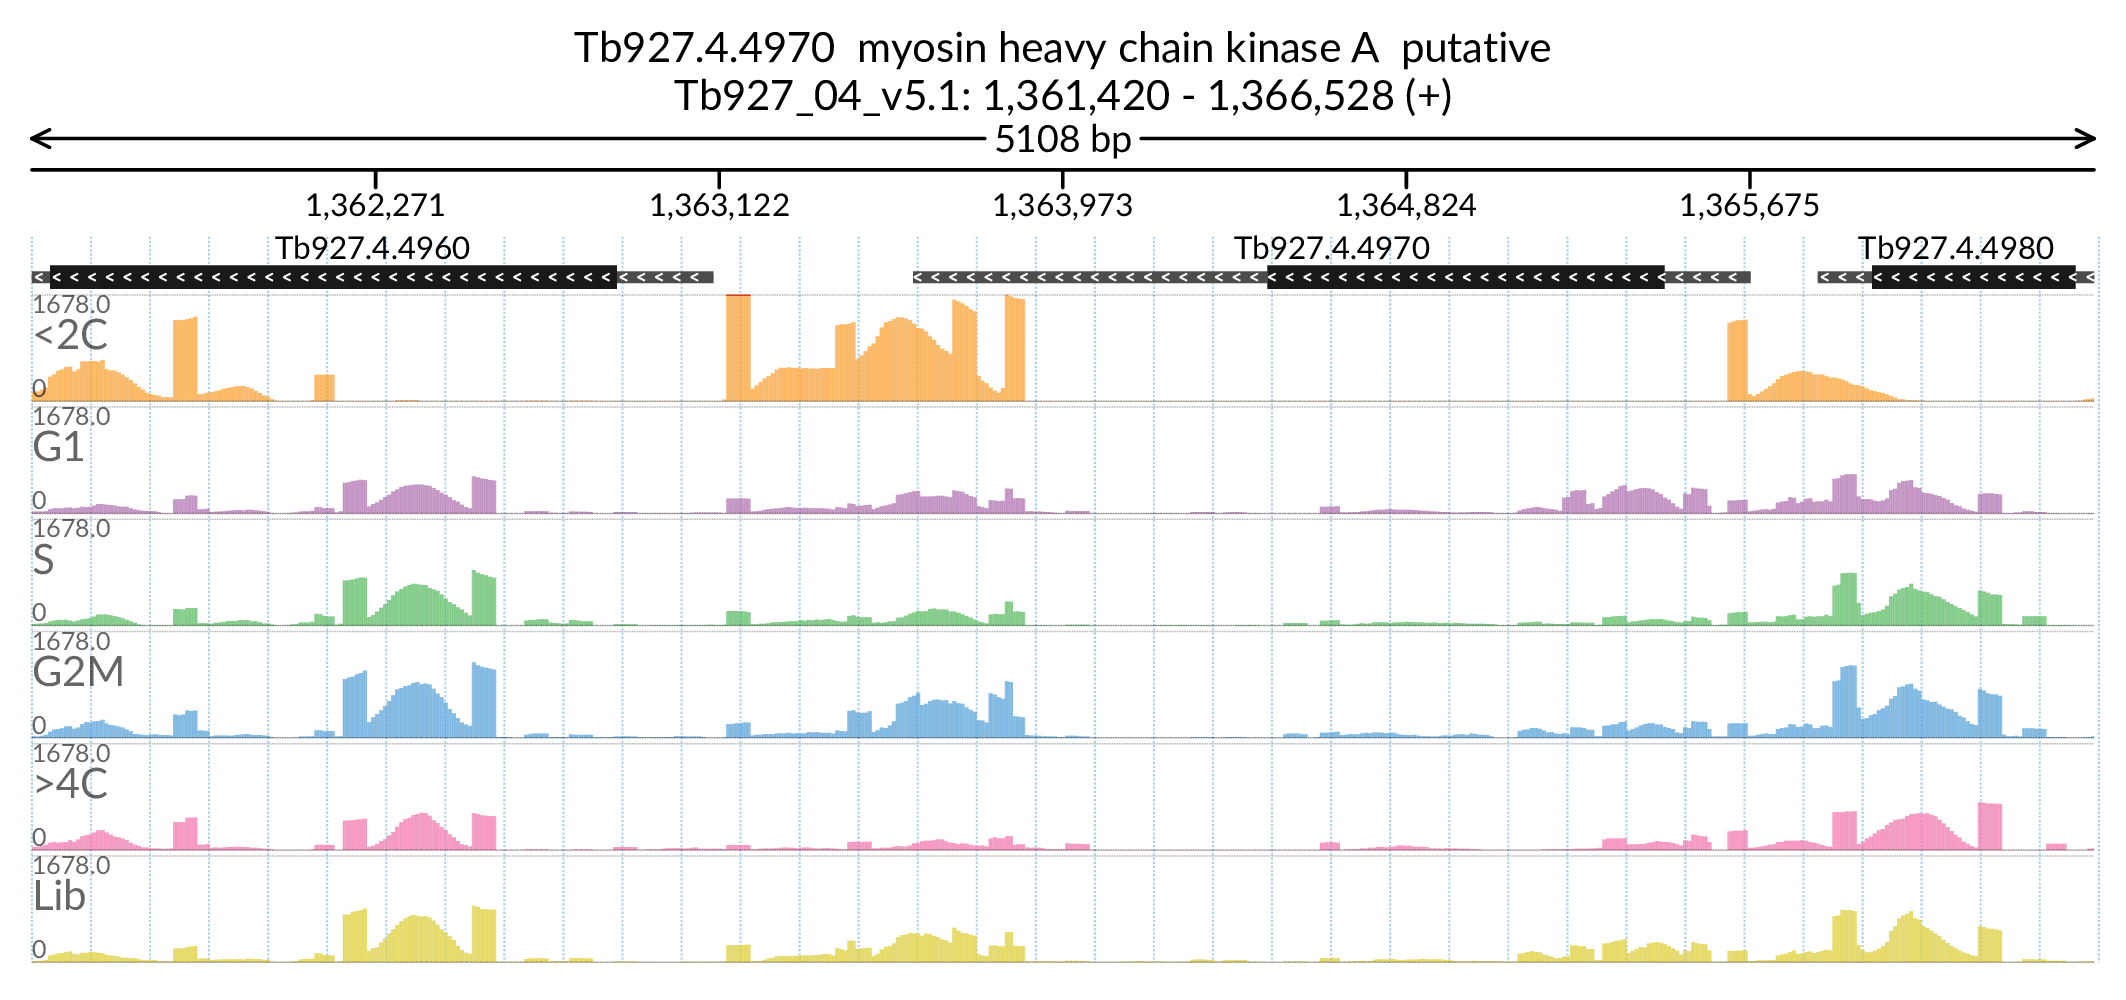 Tb927.4.4970 myosin heavy chain kinase A putative
Tb927_04_v5.1: 1,361,420 - 1,366,528 (+)
5108 bp
1,362,271 1,363,122 1,363,973 1,364,824 1,365,675
Tb927.4.4960 Tb927.4.4970 Tb927.4.4980
1678.0
<2C
0
1678.0
G1
0
1678.0
S
0
1678.0
G2M
0
1678.0
>4C
0
1678.0
Lib
0